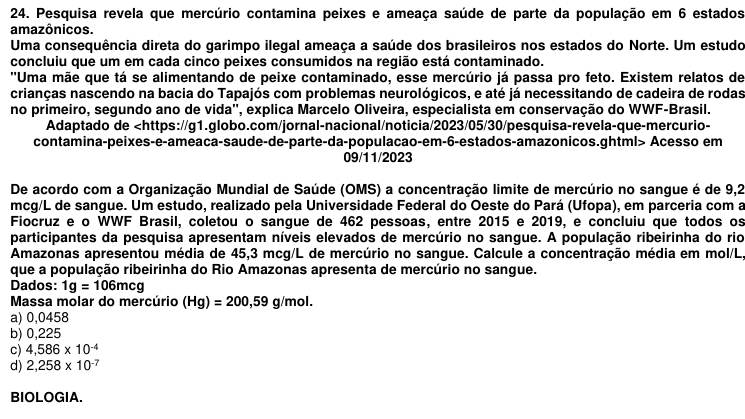 24. Pesquisa revela que mercúrio contamina peixes e ameaça saúde de parte da população em 6 estados
amazônicos.
Uma consequência direta do garimpo ilegal ameaça a saúde dos brasileiros nos estados do Norte. Um estudo
concluiu que um em cada cinco peixes consumidos na região está contaminado.
"Uma mãe que tá se alimentando de peixe contaminado, esse mercúrio já passa pro feto. Existem relatos de
crianças nascendo na bacia do Tapajós com problemas neurológicos, e até já necessitando de cadeira de rodas
no primeiro, segundo ano de vida", explica Marcelo Oliveira, especialista em conservação do WWF-Brasil.
Adaptado de <https://g1.globo.com/jornal-nacional/noticia/2023/05/30/pesquisa-revela-que-mercurio-
contamina-peixes-e-ameaca-saude-de-parte-da-populacao-em-6-estados-amazonicos.ghtml> Acesso em
09/11/2023
De acordo com a Organização Mundial de Saúde (OMS) a concentração limite de mercúrio no sangue é de 9,2
mcg/L de sangue. Um estudo, realizado pela Universidade Federal do Oeste do Pará (Ufopa), em parceria com a
Fiocruz e o WWF Brasil, coletou o sangue de 462 pessoas, entre 2015 e 2019, e concluiu que todos os
participantes da pesquisa apresentam níveis elevados de mercúrio no sangue. A população ribeirinha do rio
Amazonas apresentou média de 45,3 mcg/L de mercúrio no sangue. Calcule a concentração média em mol/L,
que a população ribeirinha do Rio Amazonas apresenta de mercúrio no sangue.
Dados: 1g = 106mcg
Massa molar do mercúrio (Hg) = 200,59 g/mol.
a) 0,0458
b) 0,225
c) 4,586 x 10⁻⁴
d) 2,258 x 10⁻⁷
BIOLOGIA.